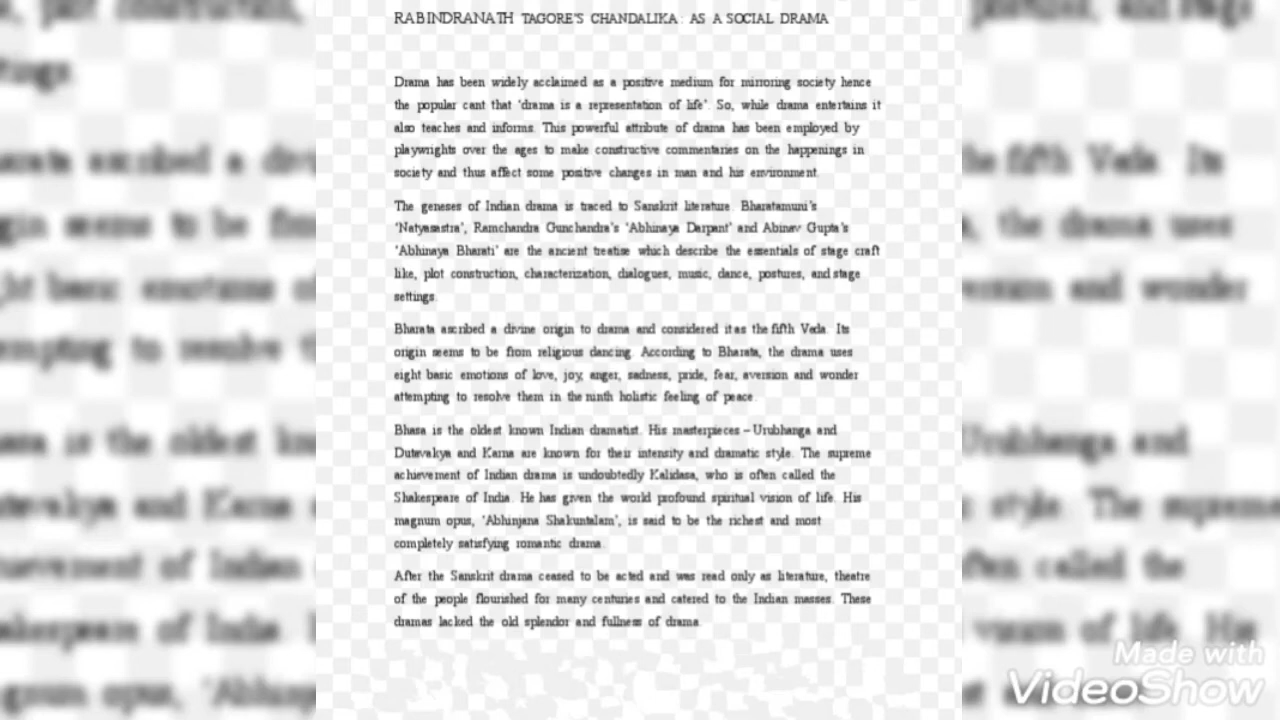 RABINDRANATH TAGORE'S CHANDALIKA : AS A SOCIAL DRAMA
Drama has been widely acclaimed as a positive medium for mirroring society hence
the popular cant that 'drama is a representation of life'. So, while drama entertains it
also teaches and informs. This powerful attribute of drama has been employed by
playwrights over the ages to make constructive commentaries on the happenings in
society and thus affect some positive changes in man and his environment.
The geneses of Indian drama is traced to Sanskrit literature. Bharatamuni's
'Natyasastra', Ramchandra Gunchandra's 'Abhinaya Darpant' and Abinav Gupta's
'Abhinaya Bharati' are the ancient treatise which describe the essentials of stage craft
like, plot construction, characterization, dialogues, music, dance, postures, and stage
settings.
Bharata ascribed a divine origin to drama and considered it as the fifth Veda. Its
origin seems to be from religious dancing. According to Bharata, the drama uses
eight basic emotions of love, joy, anger, sadness, pride, fear, aversion and wonder
attempting to resolve them in the ninth holistic feeling of peace.
Bhasa is the oldest known Indian dramatist. His masterpieces – Urubhanga and
Dutavakya and Karna are known for their intensity and dramatic style. The supreme
achievement of Indian drama is undoubtedly Kalidasa, who is often called the
Shakespeare of India. He has given the world profound spiritual vision of life. His
magnum opus, 'Abhinjana Shakuntalam', is said to be the richest and most
completely satisfying romantic drama.
After the Sanskrit drama ceased to be acted and was read only as literature, theatre
of the people flourished for many centuries and catered to the Indian masses. These
dramas lacked the old splendor and fullness of drama.
Made with
VideoShow